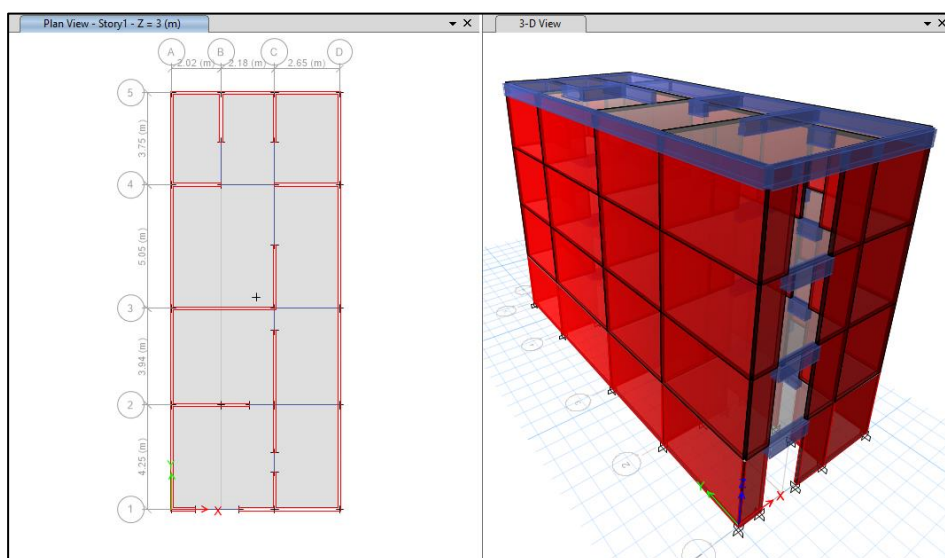 Plan View - Story1 - Z = 3 (m)
A B C D
2.02 (m) 2.18 (m) 2.65 (m)
5
3.75 (m)
4
5.05 (m)
3
3.94 (m)
2
4.25 (m)
1
Y
X
3-D View
2
Y
Z
X